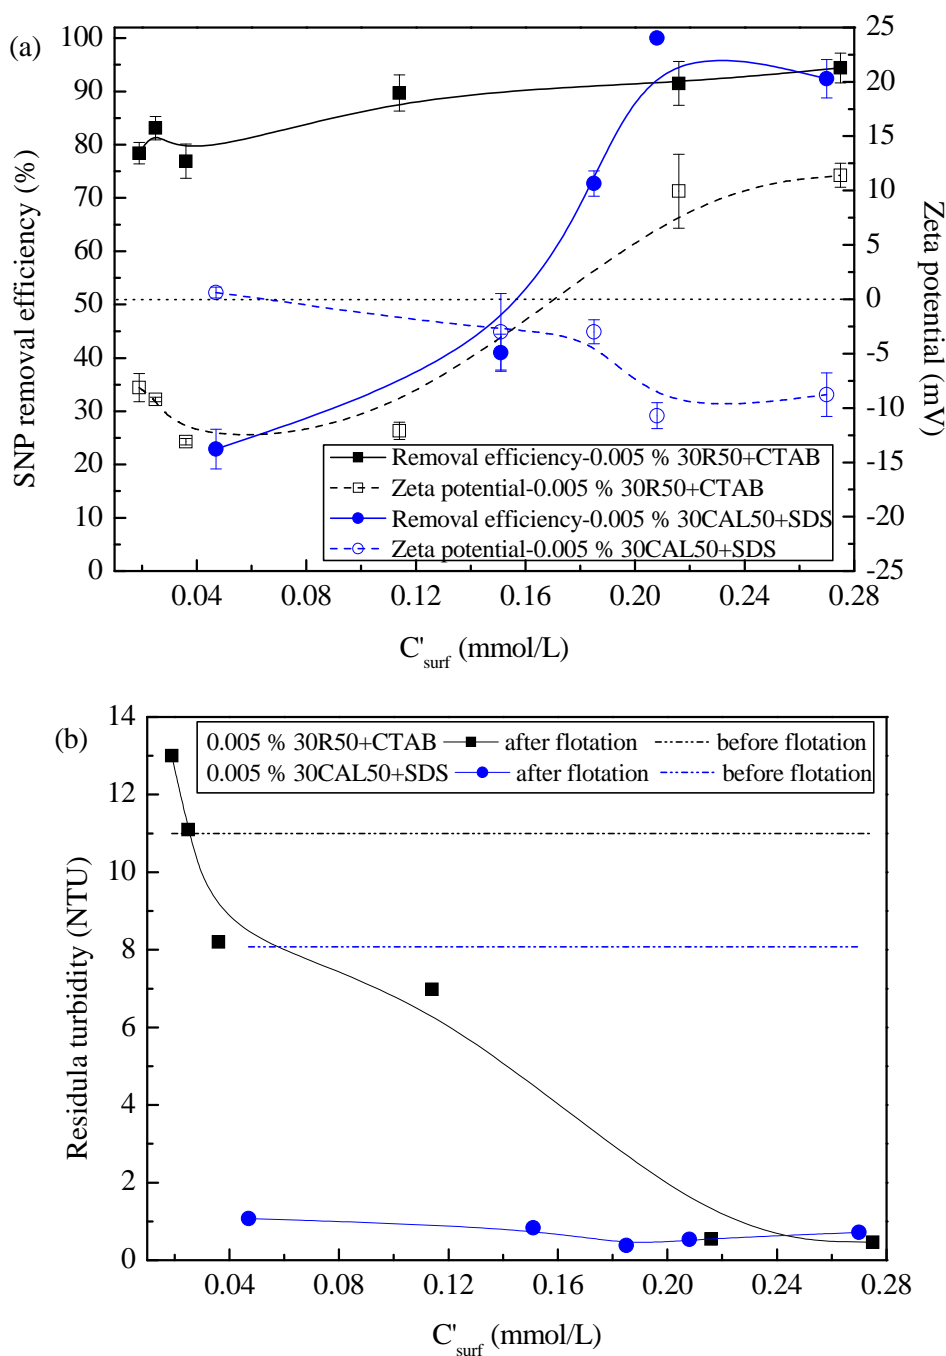 (a)
100
90
80
70
60
50
40
30
20
10
0
SNP removal efficiency (%)
25
20
15
10
5
0
-5
-10
-15
-20
-25
Zeta potential (mV)
Removal efficiency-0.005 % 30R50+CTAB
Zeta potential-0.005 % 30R50+CTAB
Removal efficiency-0.005 % 30CAL50+SDS
Zeta potential-0.005 % 30CAL50+SDS
0.04 0.08 0.12 0.16 0.20 0.24 0.28
C'surf (mmol/L)
(b)
14
12
10
8
6
4
2
0
Residula turbidity (NTU)
0.005 % 30R50+CTAB after flotation before flotation
0.005 % 30CAL50+SDS after flotation before flotation
0.04 0.08 0.12 0.16 0.20 0.24 0.28
C'surf (mmol/L)